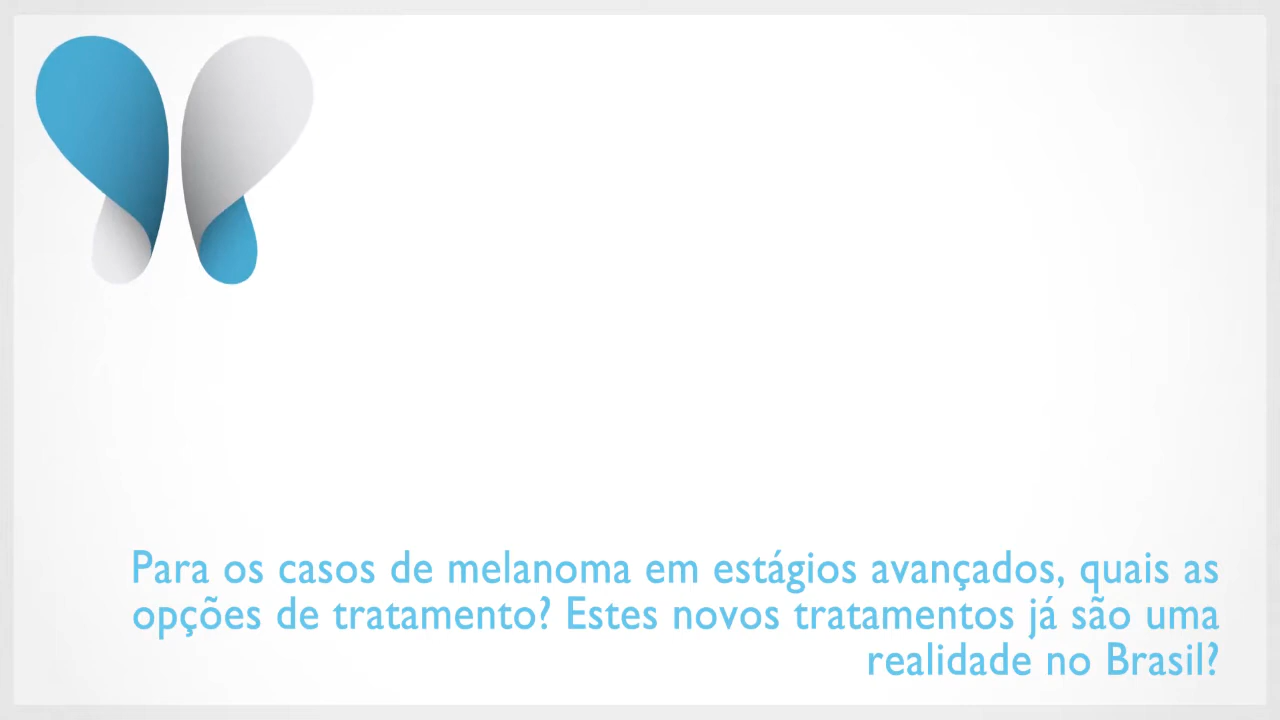 Para os casos de melanoma em estágios avançados, quais as
opções de tratamento? Estes novos tratamentos já são uma
realidade no Brasil?